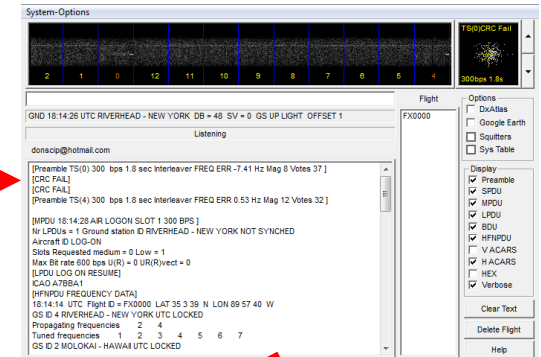 System-Options
TS(0)CRC Fail
2 1 0 12 11 10 9 8 7 6 5 4
300bps 1.8s
Flight
GND 18:14:26 UTC RIVERHEAD - NEW YORK DB = 48 SV = 0 GS UP LIGHT OFFSET 1
FX0000
Listening
donscip@hotmail.com
[Preamble TS(0) 300 bps 1.8 sec Interleaver FREQ ERR -7.41 Hz Mag 8 Votes 37 ]
[CRC FAIL]
[CRC FAIL]
[Preamble TS(4) 300 bps 1.8 sec Interleaver FREQ ERR 0.53 Hz Mag 12 Votes 32 ]
[MPDU 18:14:28 AIR LOGON SLOT 1 300 BPS ]
Nr LPDUs = 1 Ground station ID RIVERHEAD - NEW YORK NOT SYNCHED
Aircraft ID LOG-ON
Slots Requested medium = 0 Low = 1
Max Bit rate 600 bps U(R) = 0 UR(R)vect = 0
[LPDU LOG ON RESUME]
ICAO A7BBA1
[HFNPDU FREQUENCY DATA]
18:14:14 UTC Flight ID = FX0000 LAT 35 3 39 N LON 89 57 40 W
GS ID 4 RIVERHEAD - NEW YORK UTC LOCKED
Propagating frequencies 2 4
Tuned frequencies 1 2 3 4 5 6 7
GS ID 2 MOLOKAI - HAWAII UTC LOCKED
Options
DxAtlas
Google Earth
Squitters
Sys Table
Display
Preamble
SPDU
MPDU
LPDU
BDU
HFNPDU
V ACARS
H ACARS
HEX
Verbose
Clear Text
Delete Flight
Help